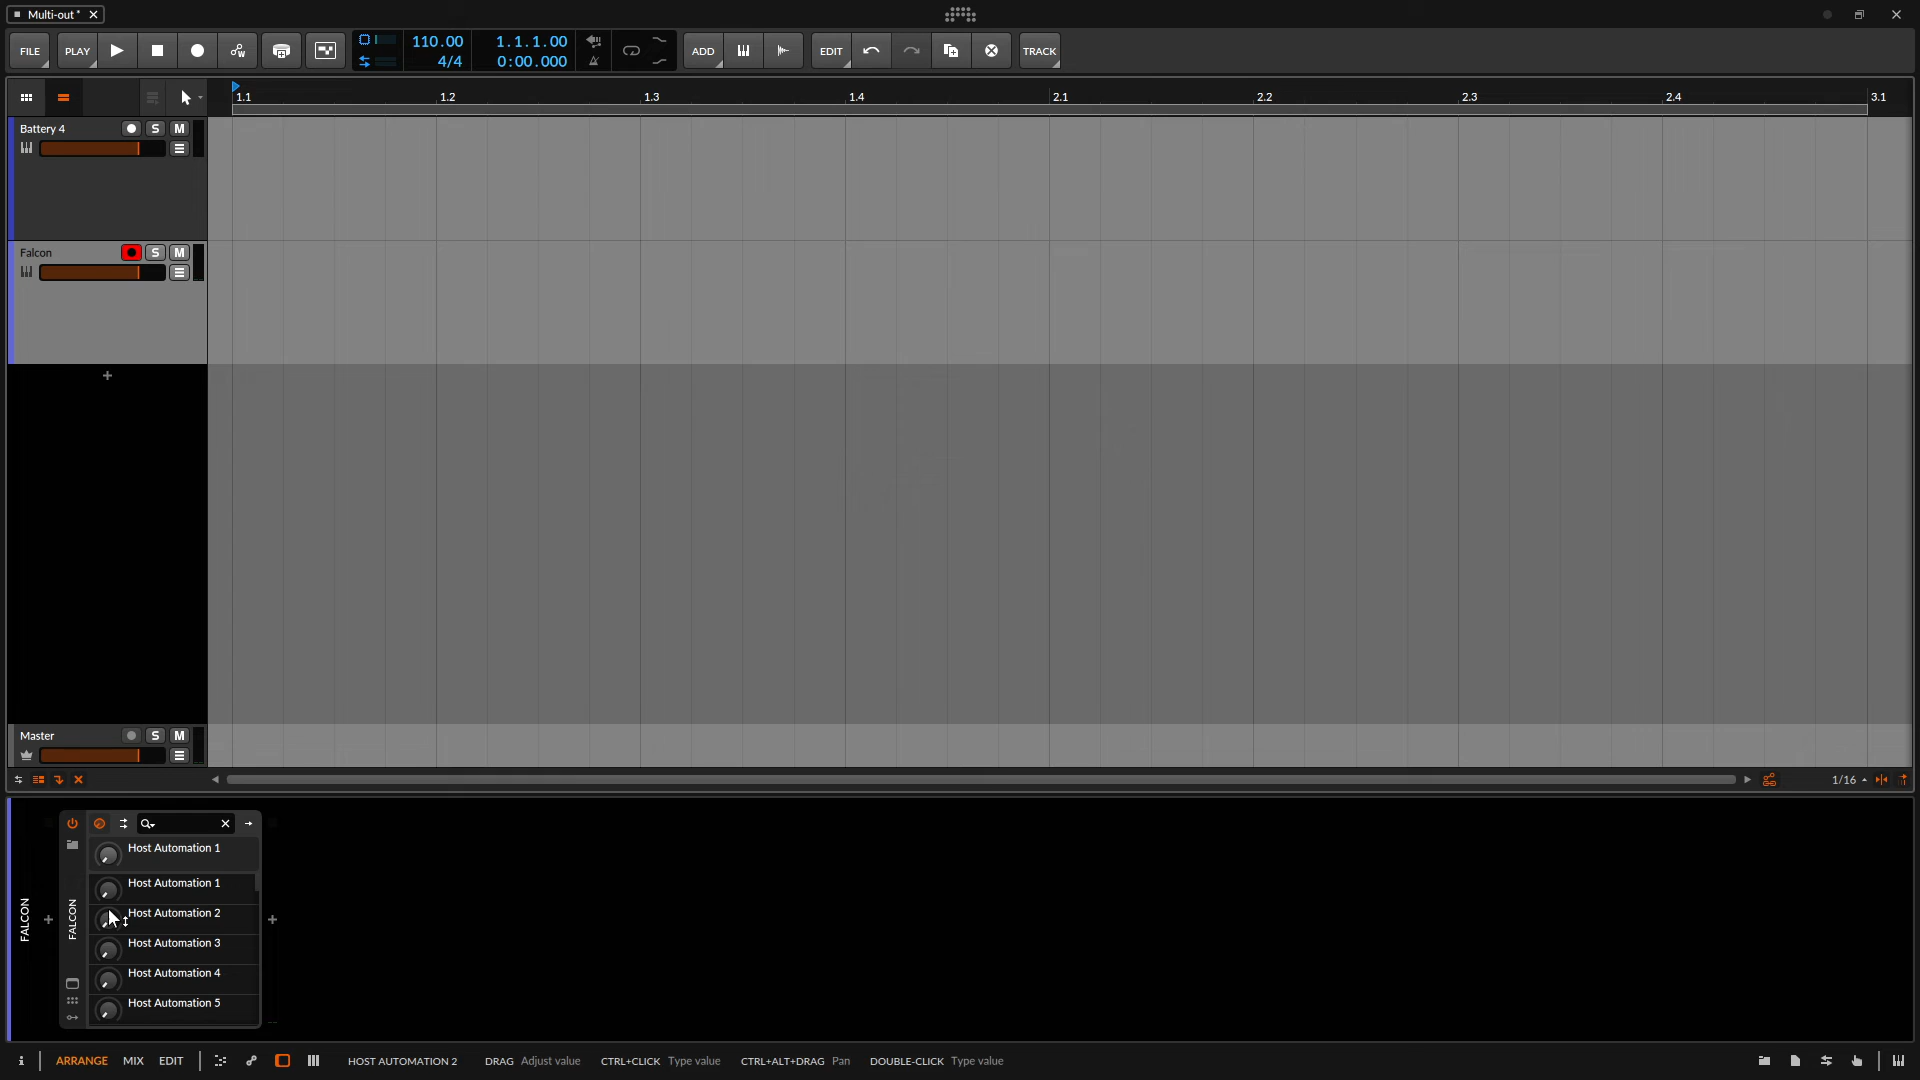 Multi-out*
FILE PLAY 110.00 4/4 1.1.1.00 0:00.000 ADD EDIT TRACK
1.1 1.2 1.3 1.4 2.1 2.2 2.3 2.4 3.1
Battery 4 S M
Falcon S M
+
Master S M
1/16
Host Automation 1
Host Automation 1
Host Automation 2
Host Automation 3
Host Automation 4
Host Automation 5
FALCON
FALCON
i ARRANGE MIX EDIT HOST AUTOMATION 2 DRAG Adjust value CTRL+CLICK Type value CTRL+ALT+DRAG Pan DOUBLE-CLICK Type value